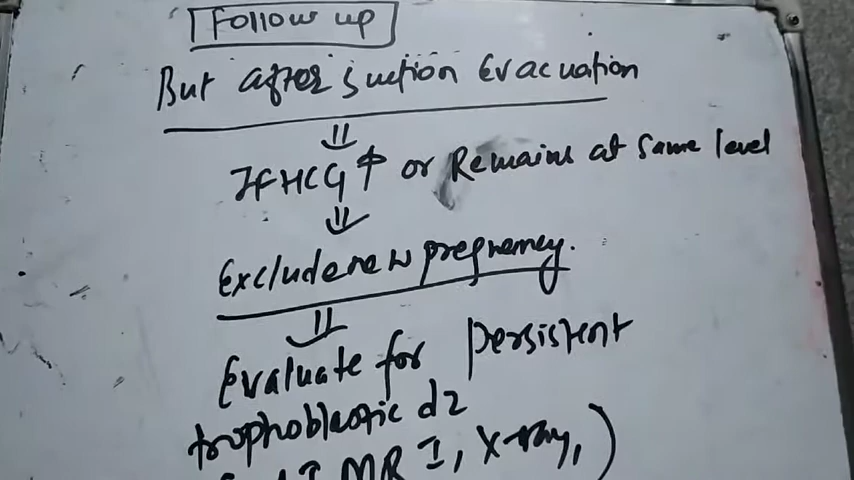 Follow up
But after suction Evacuation
If HCG ↑ or Remains at same level
Exclude new pregnancy.
Evaluate for persistent
trophoblastic dz
MRI, X-ray,)